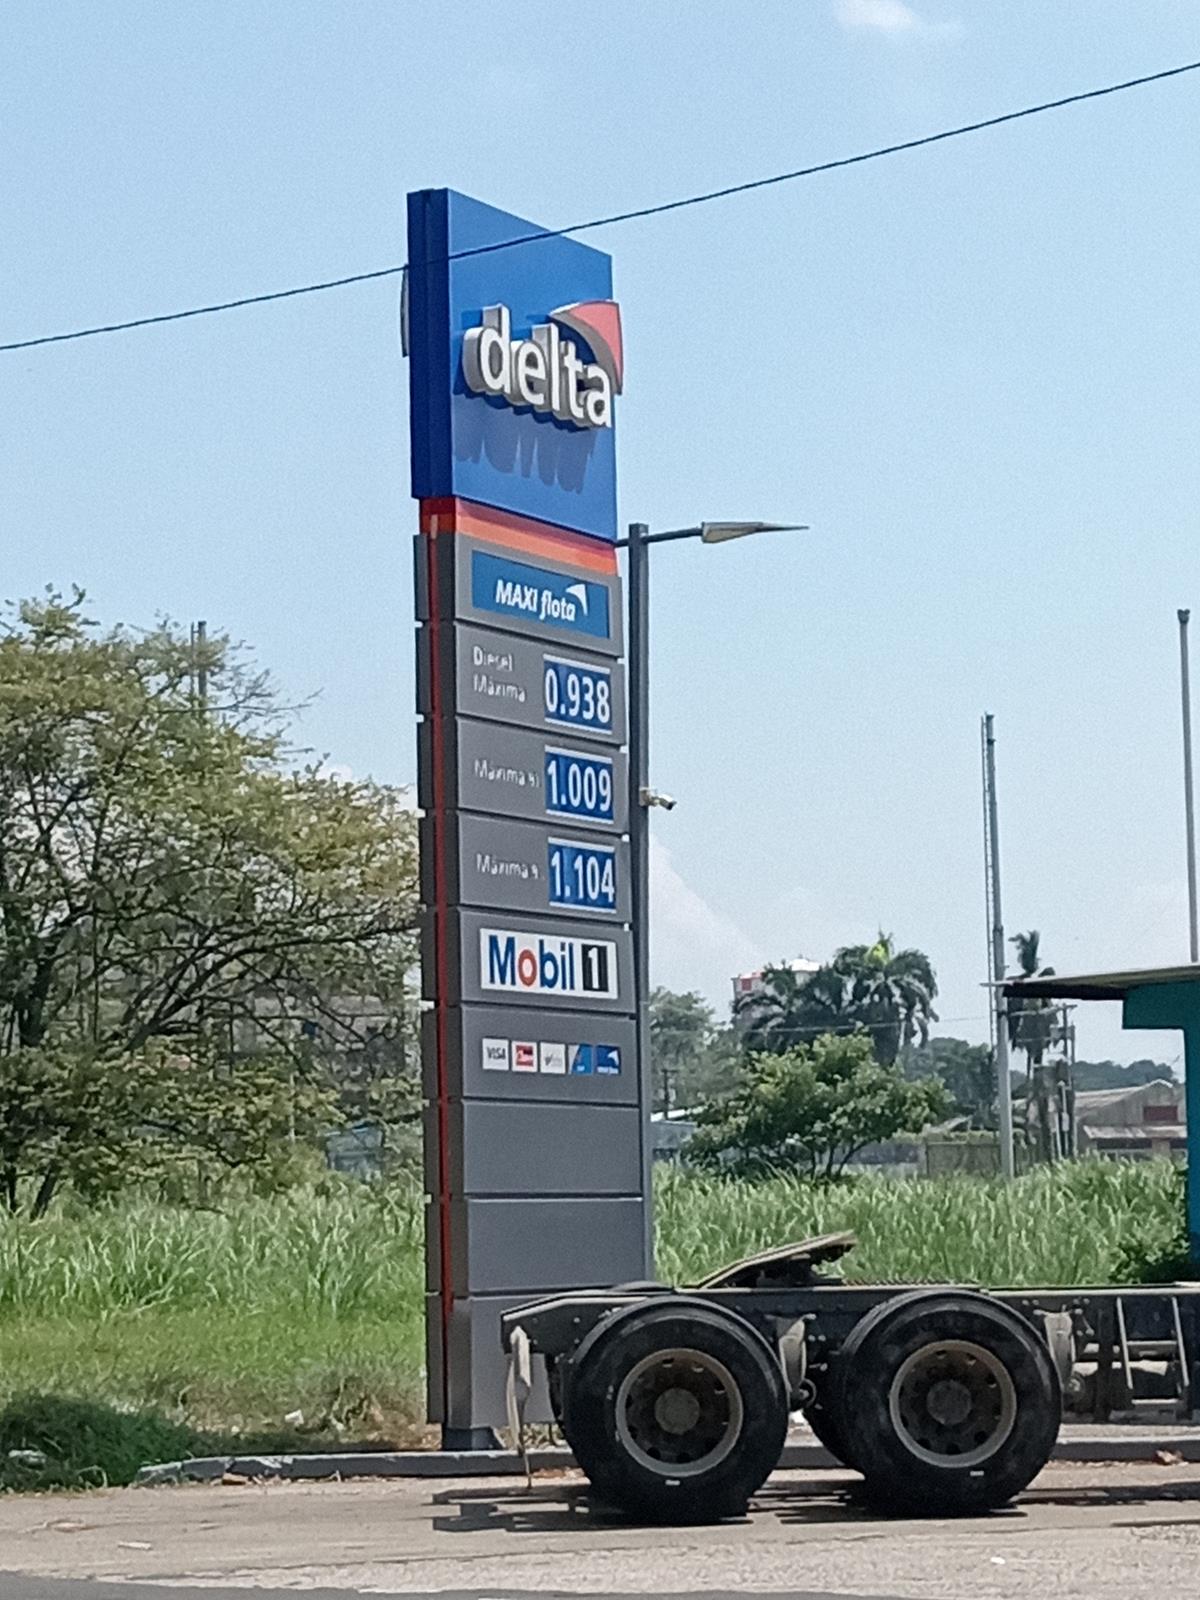 delta
MAXI flota
Diesel
Máxima
0.938
Máxima
1.009
Máxima
1.104
Mobil 1
VISA